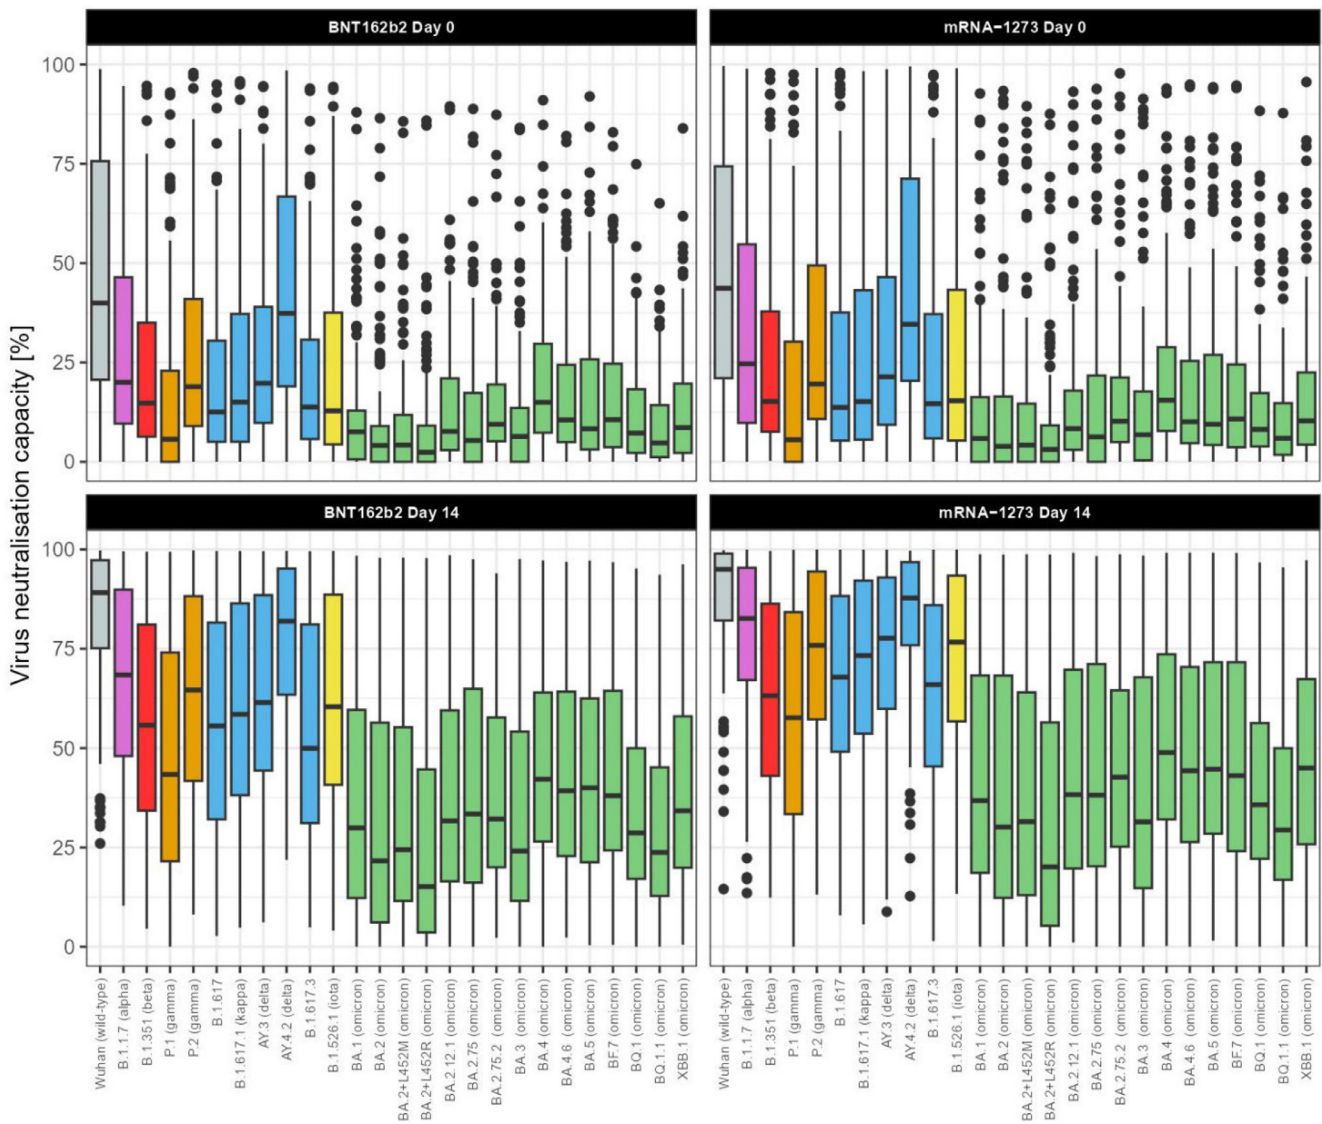 BNT162b2 Day 0
mRNA−1273 Day 0
100
75
50
25
0
BNT162b2 Day 14
mRNA−1273 Day 14
100
75
50
25
0
Virus neutralisation capacity [%]
Wuhan (wild-type)
B.1.1.7 (alpha)
B.1.351 (beta)
P.1 (gamma)
P.2 (gamma)
B.1.617
B.1.617.1 (kappa)
AY.3 (delta)
AY.4.2 (delta)
B.1.617.3
B.1.526.1 (iota)
BA.1 (omicron)
BA.2 (omicron)
BA.2+L452M (omicron)
BA.2+L452R (omicron)
BA.2.12.1 (omicron)
BA.2.75 (omicron)
BA.2.75.2 (omicron)
BA.3 (omicron)
BA.4 (omicron)
BA.4.6 (omicron)
BA.5 (omicron)
BF.7 (omicron)
BQ.1 (omicron)
BQ.1.1 (omicron)
XBB.1 (omicron)
Wuhan (wild-type)
B.1.1.7 (alpha)
B.1.351 (beta)
P.1 (gamma)
P.2 (gamma)
B.1.617
B.1.617.1 (kappa)
AY.3 (delta)
AY.4.2 (delta)
B.1.617.3
B.1.526.1 (iota)
BA.1 (omicron)
BA.2 (omicron)
BA.2+L452M (omicron)
BA.2+L452R (omicron)
BA.2.12.1 (omicron)
BA.2.75 (omicron)
BA.2.75.2 (omicron)
BA.3 (omicron)
BA.4 (omicron)
BA.4.6 (omicron)
BA.5 (omicron)
BF.7 (omicron)
BQ.1 (omicron)
BQ.1.1 (omicron)
XBB.1 (omicron)